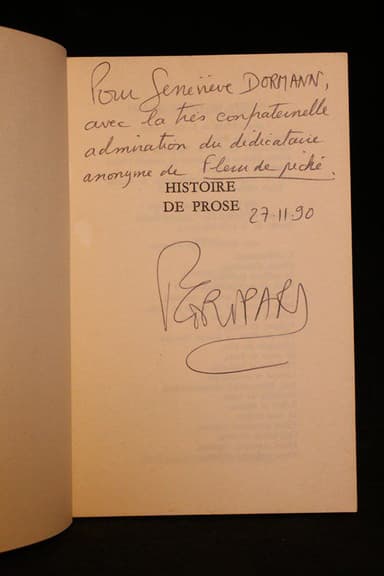 Pour Geneviève DORMANN,
avec la très confraternelle
admiration du dédicataire
anonyme de Fleur de péché.
HISTOIRE
DE PROSE
27.11.90
P. GRIPARI